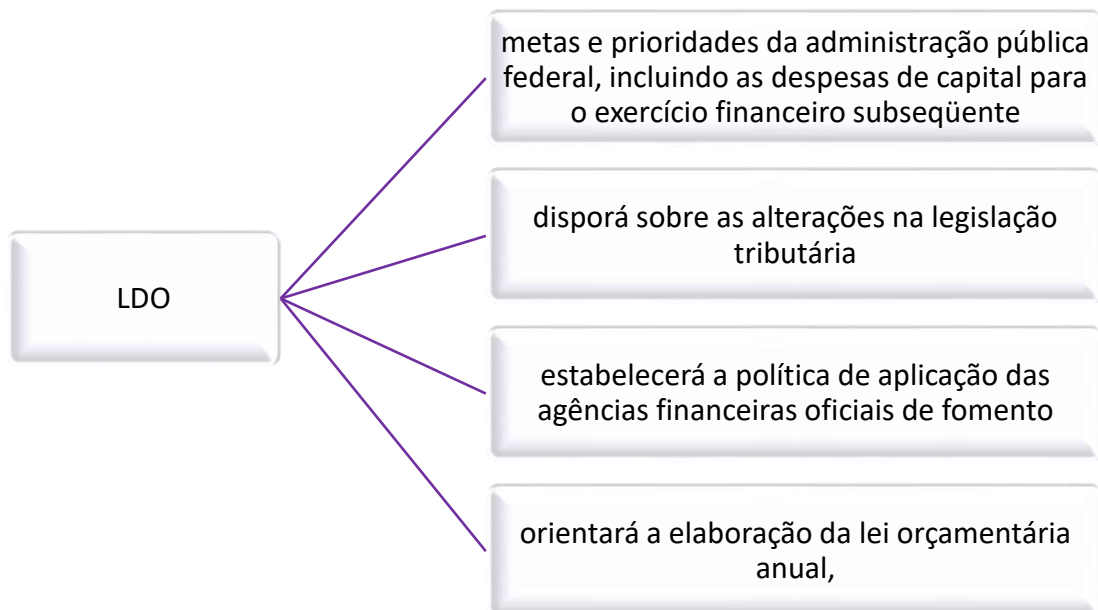 metas e prioridades da administração pública
federal, incluindo as despesas de capital para
o exercício financeiro subseqüente
disporá sobre as alterações na legislação
tributária
LDO
estabelecerá a política de aplicação das
agências financeiras oficiais de fomento
orientará a elaboração da lei orçamentária
anual,